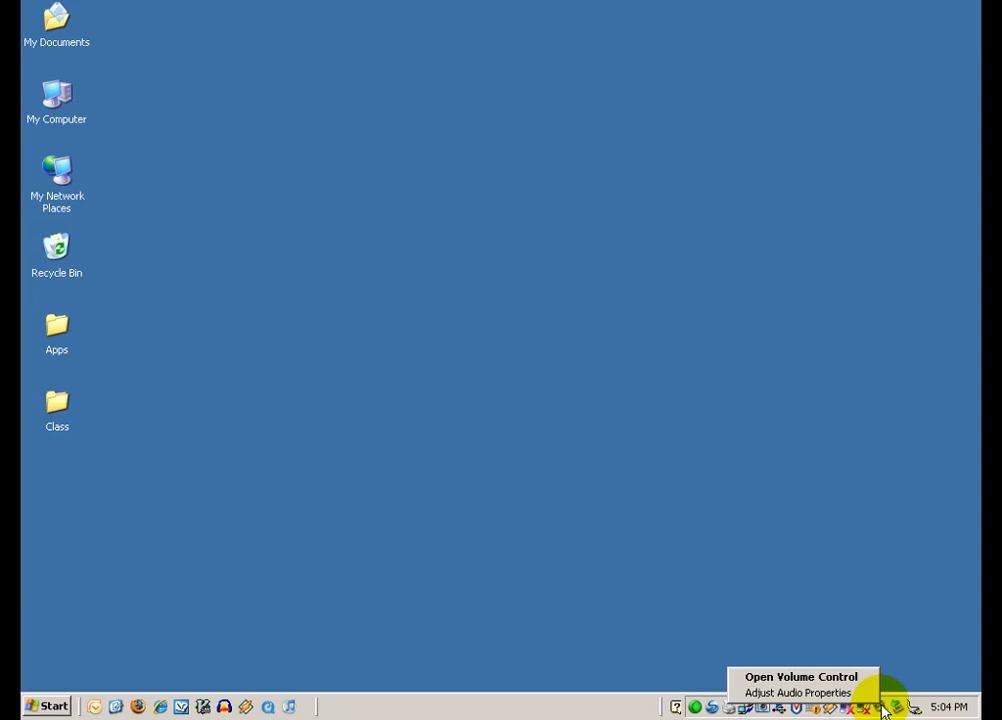 My Documents
My Computer
My Network
Places
Recycle Bin
Apps
Class
Open Volume Control
Adjust Audio Properties
Start
5:04 PM